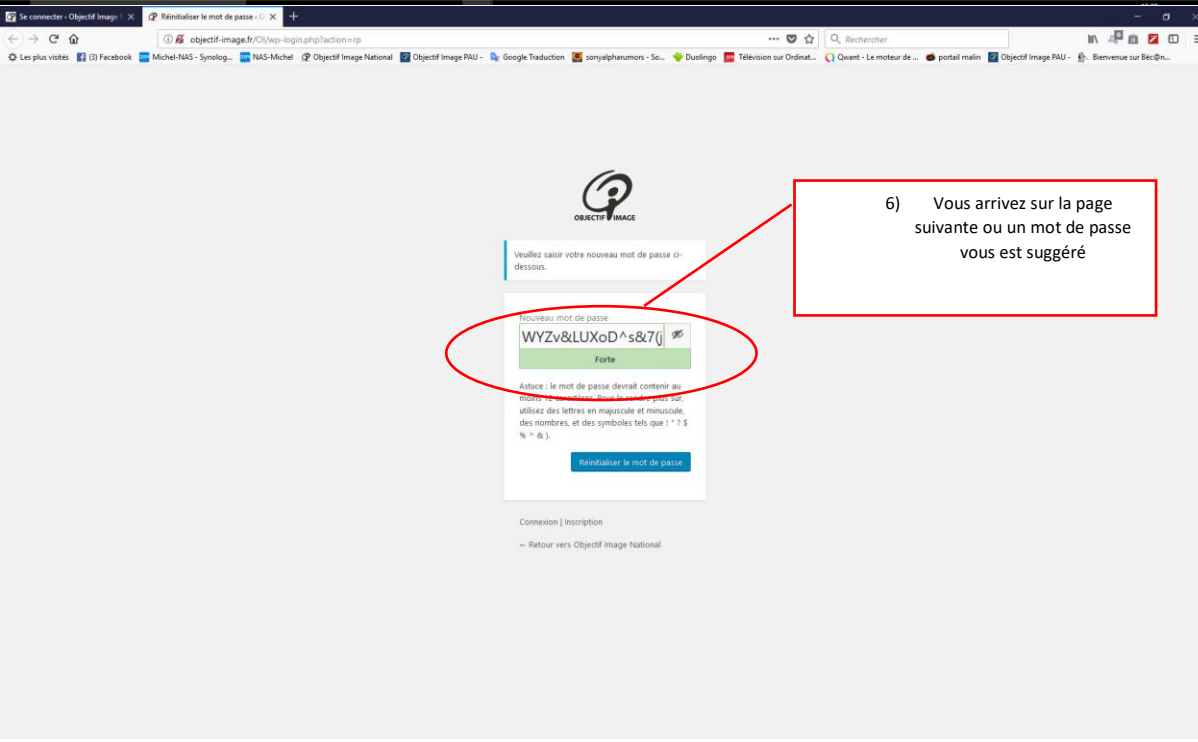 Se connecter ‹ Objectif Image
Réinitialiser le mot de passe ‹
objectif-image.fr/OI/wp-login.php?action=rp
Rechercher
Les plus visités (3) Facebook Michel-NAS - Synolog... NAS-Michel Objectif Image National Objectif Image PAU - Google Traduction sonyalpharumors - So... Duolingo Télévision sur Ordinat... Qwant - Le moteur de ... portail malin Objectif Image PAU - Bienvenue sur Béc@n...
OBJECTIF IMAGE
6) Vous arrivez sur la page
suivante ou un mot de passe
vous est suggéré
Veuillez saisir votre nouveau mot de passe ci-
dessous.
Nouveau mot de passe
WYZv&LUXoD^s&7(j
Forte
Astuce : le mot de passe devrait contenir au
moins 12 caractères. Pour le rendre plus sûr,
utilisez des lettres en majuscule et minuscule,
des nombres, et des symboles tels que ! " ? $
% ^ & ).
Réinitialiser le mot de passe
Connexion | Inscription
← Retour vers Objectif Image National